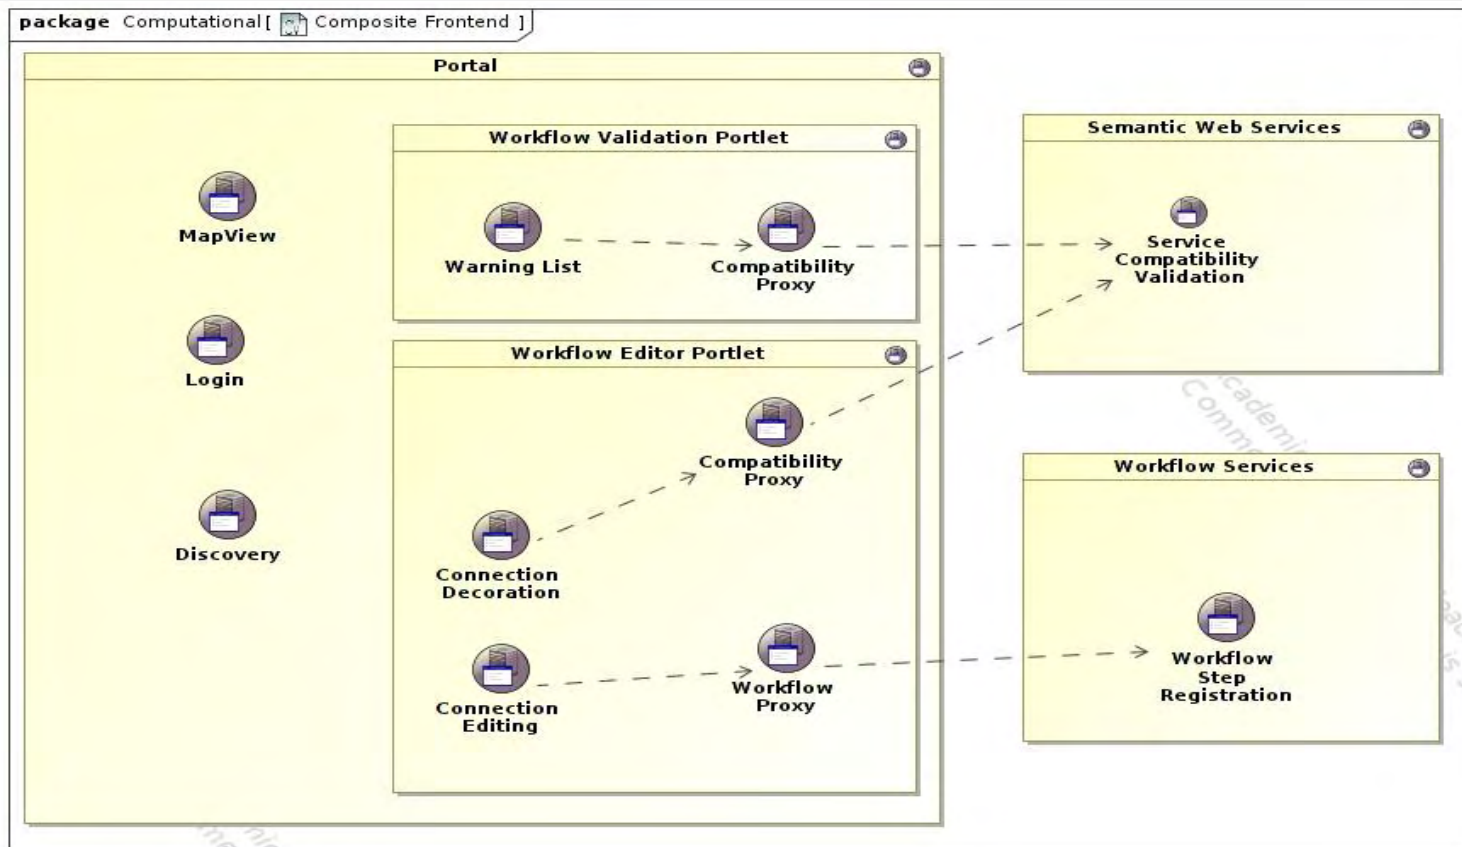 package Computational[ Composite Frontend ]
Portal
Workflow Validation Portlet
Semantic Web Services
MapView
Warning List
Compatibility
Proxy
Service
Compatibility
Validation
Login
Workflow Editor Portlet
Compatibility
Proxy
Workflow Services
Discovery
Connection
Decoration
Connection
Editing
Workflow
Proxy
Workflow
Step
Registration